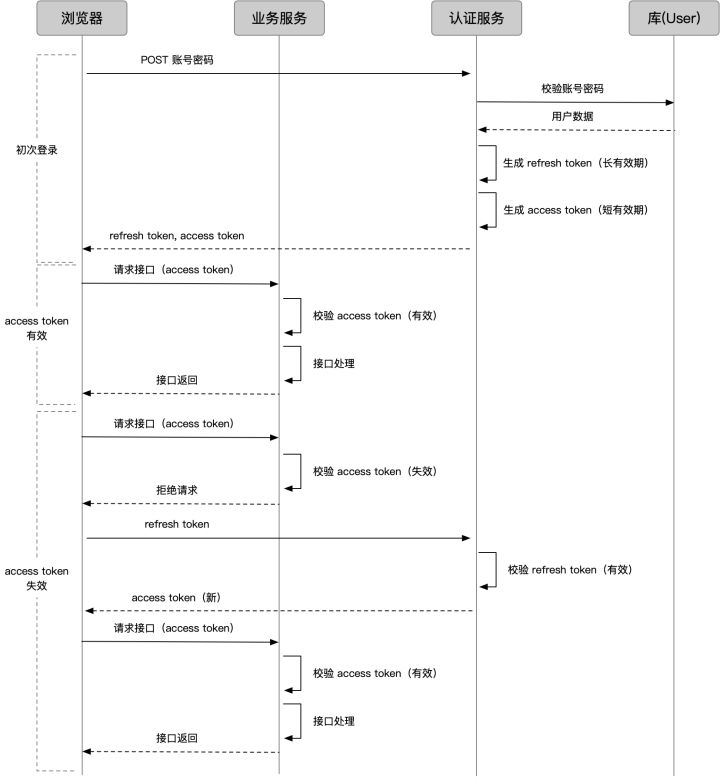 浏览器
业务服务
认证服务
库(User)
POST 账号密码
校验账号密码
用户数据
初次登录
生成 refresh token（长有效期）
生成 access token（短有效期）
refresh token, access token
请求接口（access token）
access token
有效
校验 access token（有效）
接口处理
接口返回
请求接口（access token）
校验 access token（失效）
拒绝请求
refresh token
access token
失效
校验 refresh token（有效）
access token（新）
请求接口（access token）
校验 access token（有效）
接口处理
接口返回